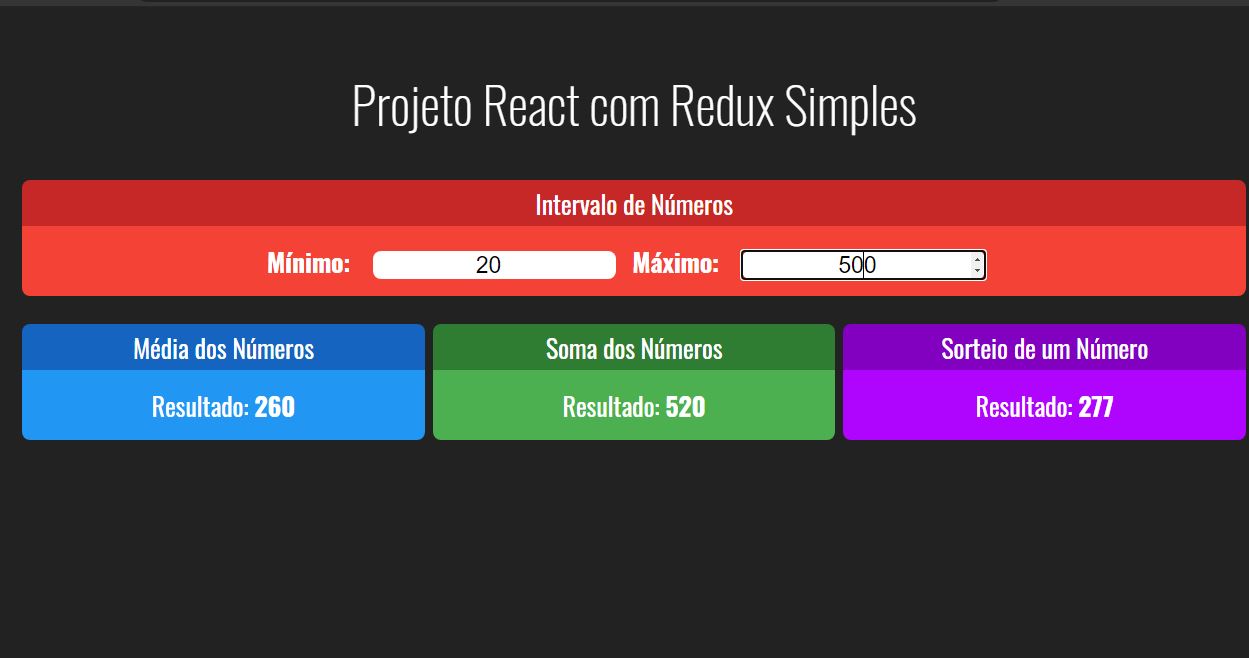 Projeto React com Redux Simples
Intervalo de Números
Mínimo: 20 Máximo: 500
Média dos Números
Resultado: 260
Soma dos Números
Resultado: 520
Sorteio de um Número
Resultado: 277